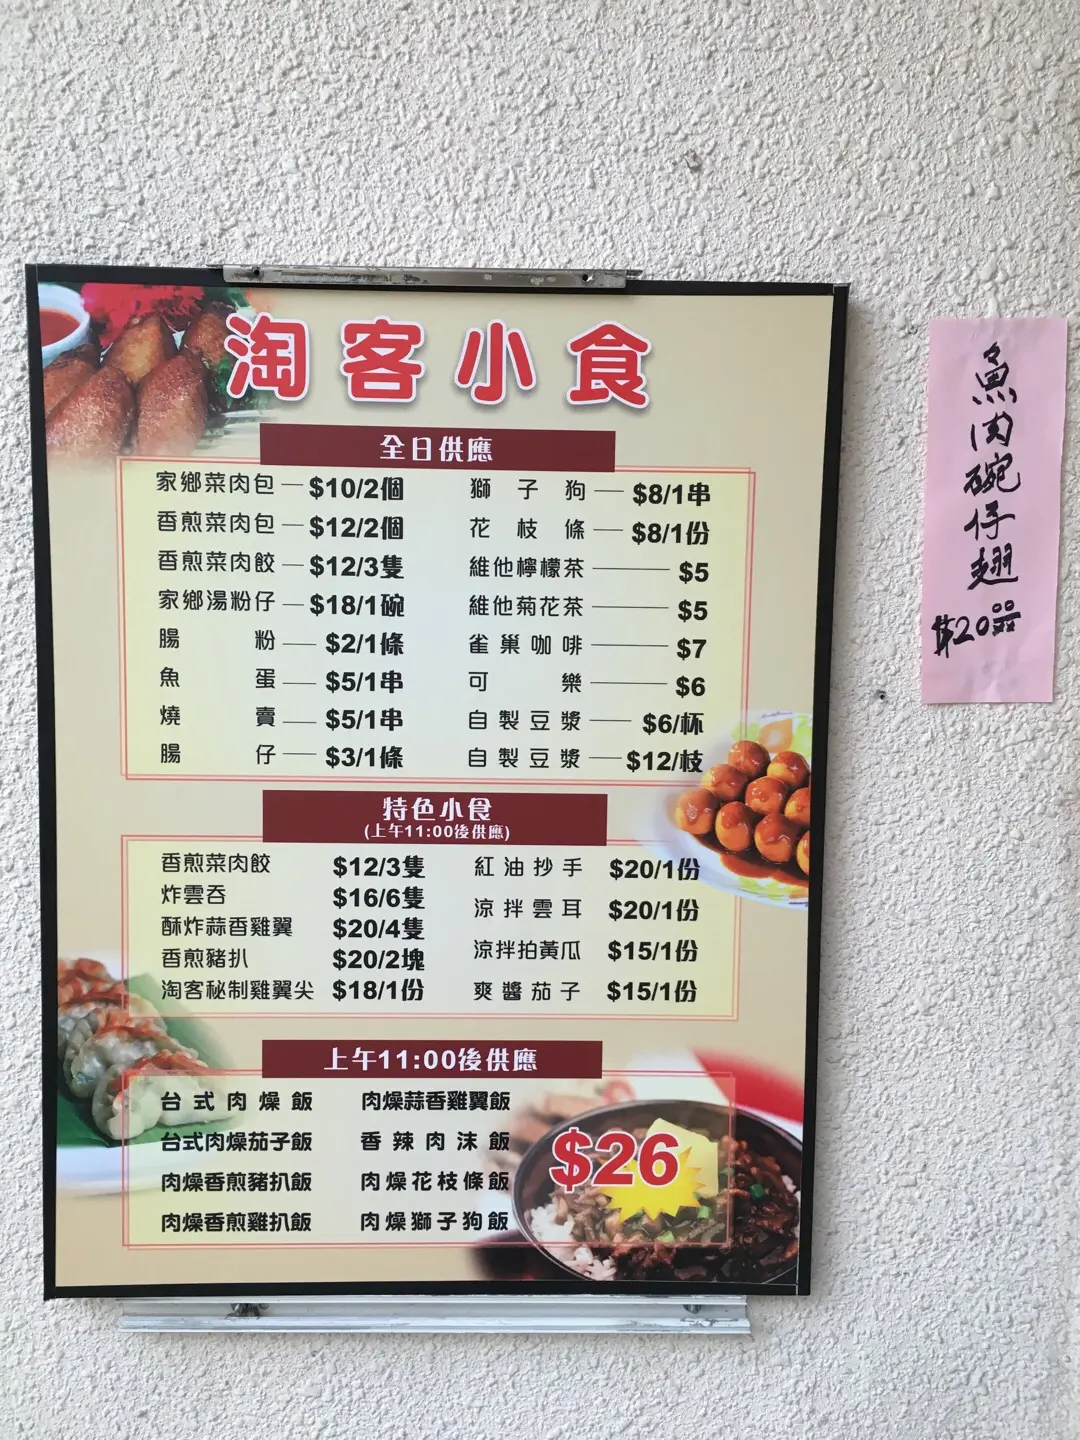 淘客小食
全日供應
家鄉菜肉包 $10/2個
香煎菜肉包 $12/2個
香煎菜肉餃 $12/3隻
家鄉湯粉仔 $18/1碗
腸粉 $2/1條
魚蛋 $5/1串
燒賣 $5/1串
腸仔 $3/1條
獅子狗 $8/1串
花枝條 $8/1份
維他檸檬茶 $5
維他菊花茶 $5
雀巢咖啡 $7
可樂 $6
自製豆漿 $6/杯
自製豆漿 $12/枝
特色小食
(上午11:00後供應)
香煎菜肉餃 $12/3隻
炸雲吞 $16/6隻
酥炸蒜香雞翼 $20/4隻
香煎豬扒 $20/2塊
淘客秘制雞翼尖 $18/1份
紅油抄手 $20/1份
涼拌雲耳 $20/1份
涼拌拍黃瓜 $15/1份
爽醬茄子 $15/1份
上午11:00後供應
台式肉燥飯
台式肉燥茄子飯
肉燥香煎豬扒飯
肉燥香煎雞扒飯
肉燥蒜香雞翼飯
香辣肉沫飯
肉燥花枝條飯
肉燥獅子狗飯
$26
魚肉碗仔翅
$20.00